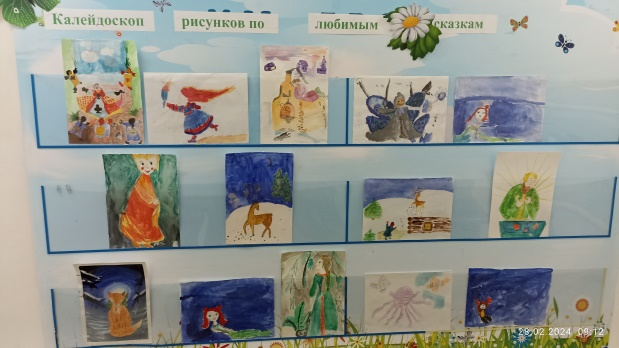 Калейдоскоп рисунков по любимым сказкам
29.02.2024 09:12